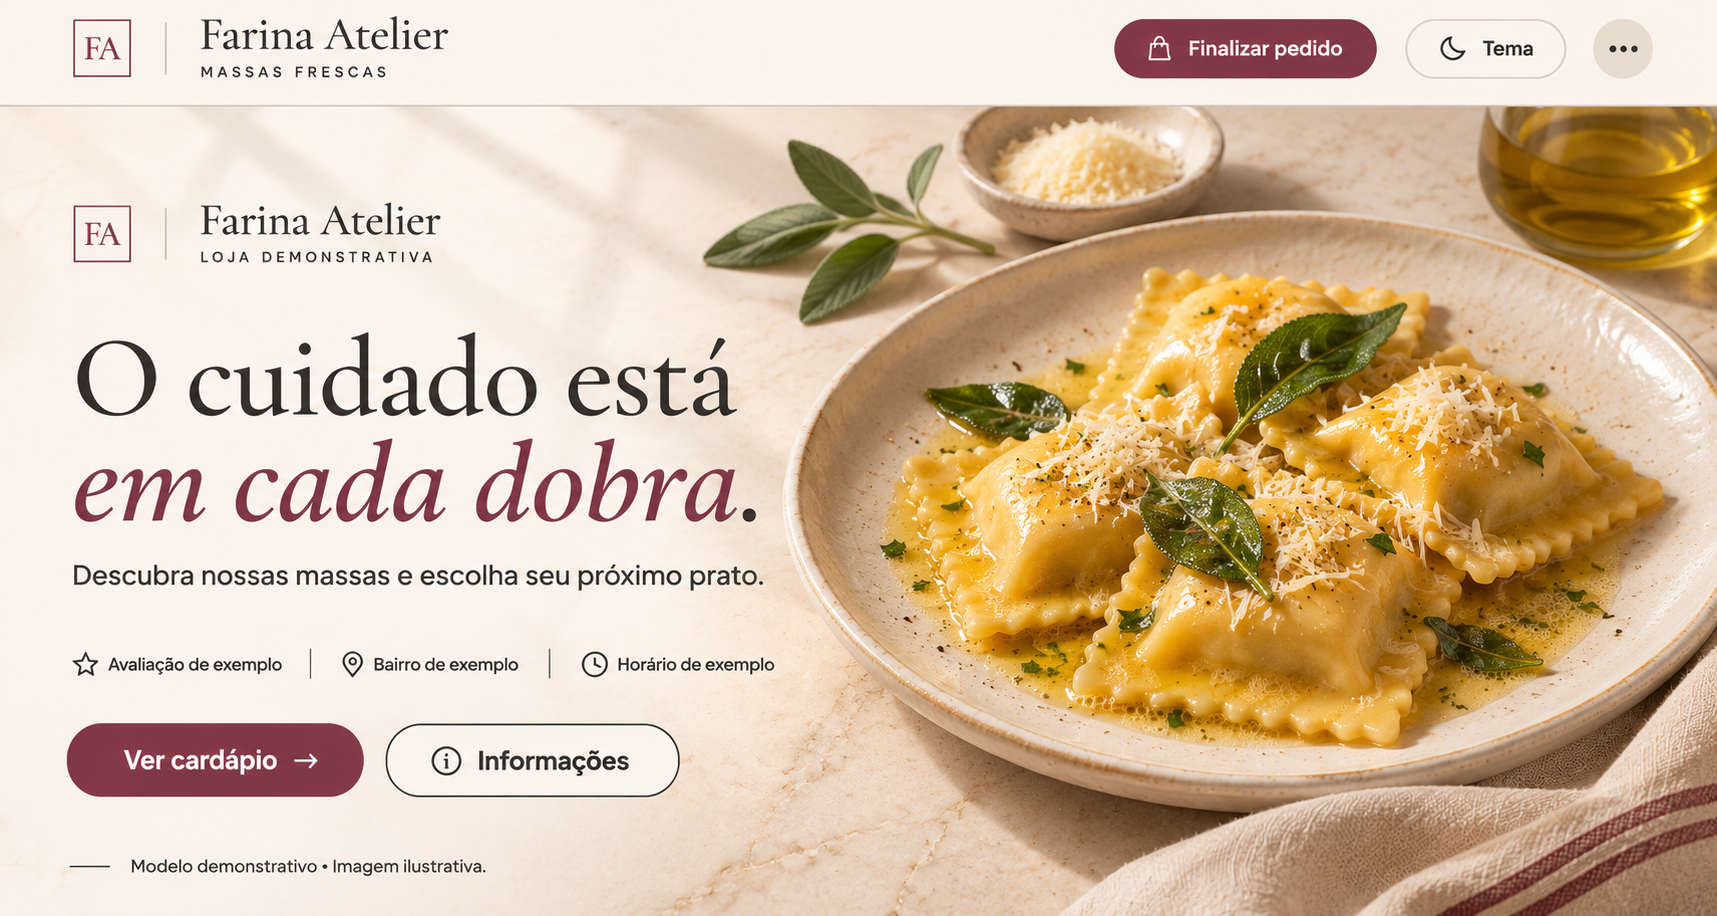 FA
Farina Atelier
MASSAS FRESCAS
Finalizar pedido
Tema
FA
Farina Atelier
LOJA DEMONSTRATIVA
O cuidado está
em cada dobra.
Descubra nossas massas e escolha seu próximo prato.
Avaliação de exemplo
Bairro de exemplo
Horário de exemplo
Ver cardápio →
Informações
Modelo demonstrativo • Imagem ilustrativa.